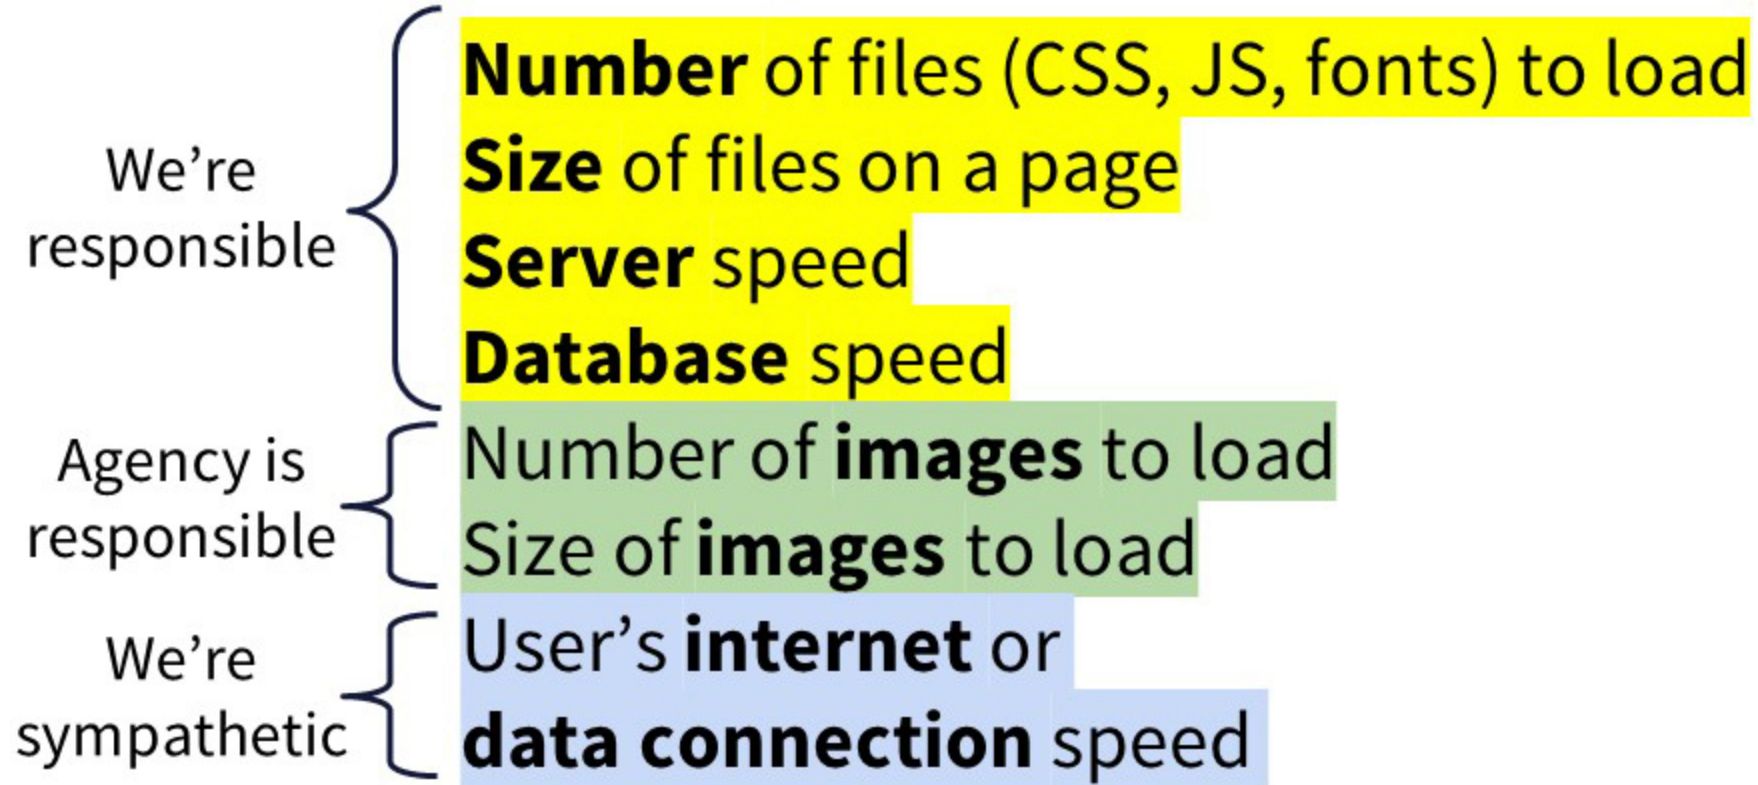 We’re
responsible
Number of files (CSS, JS, fonts) to load
Size of files on a page
Server speed
Database speed
Agency is
responsible
Number of images to load
Size of images to load
We’re
sympathetic
User’s internet or
data connection speed